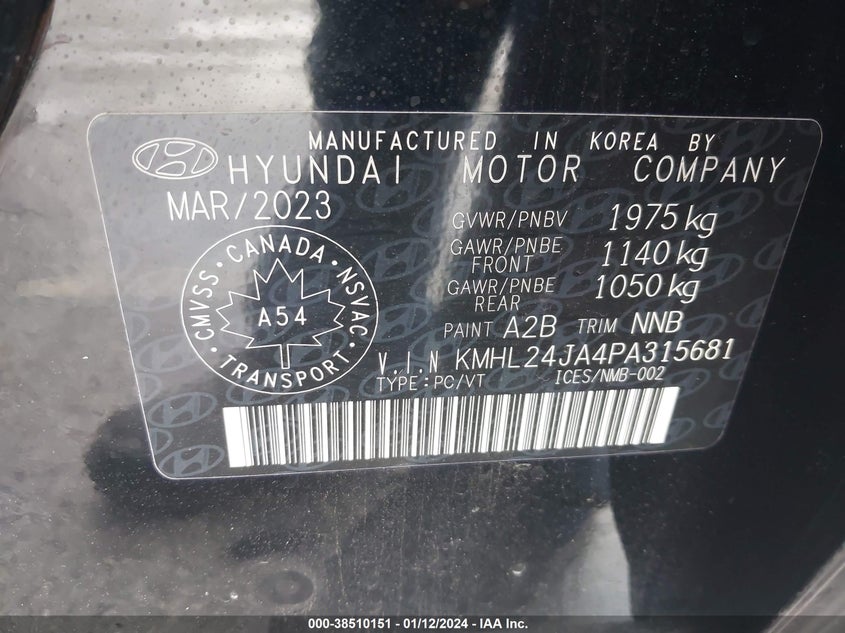 MANUFACTURED IN KOREA BY
HYUNDAI MOTOR COMPANY
MAR/2023
GVWR/PNBV 1975 kg
GAWR/PNBE FRONT 1140 kg
GAWR/PNBE REAR 1050 kg
CMVSS · CANADA · NSVAC · TRANSPORT
A54
PAINT A2B TRIM NNB
V.I.N KMHL24JA4PA315681
TYPE : PC/VT ICES/NMB-002
000-38510151 - 01/12/2024 - IAA Inc.